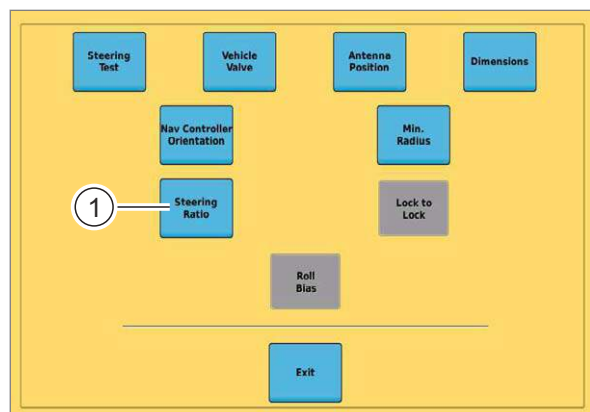 Steering
Test
Vehicle
Valve
Antenna
Position
Dimensions
Nav Controller
Orientation
Min.
Radius
1
Steering
Ratio
Lock to
Lock
Roll
Bias
Exit